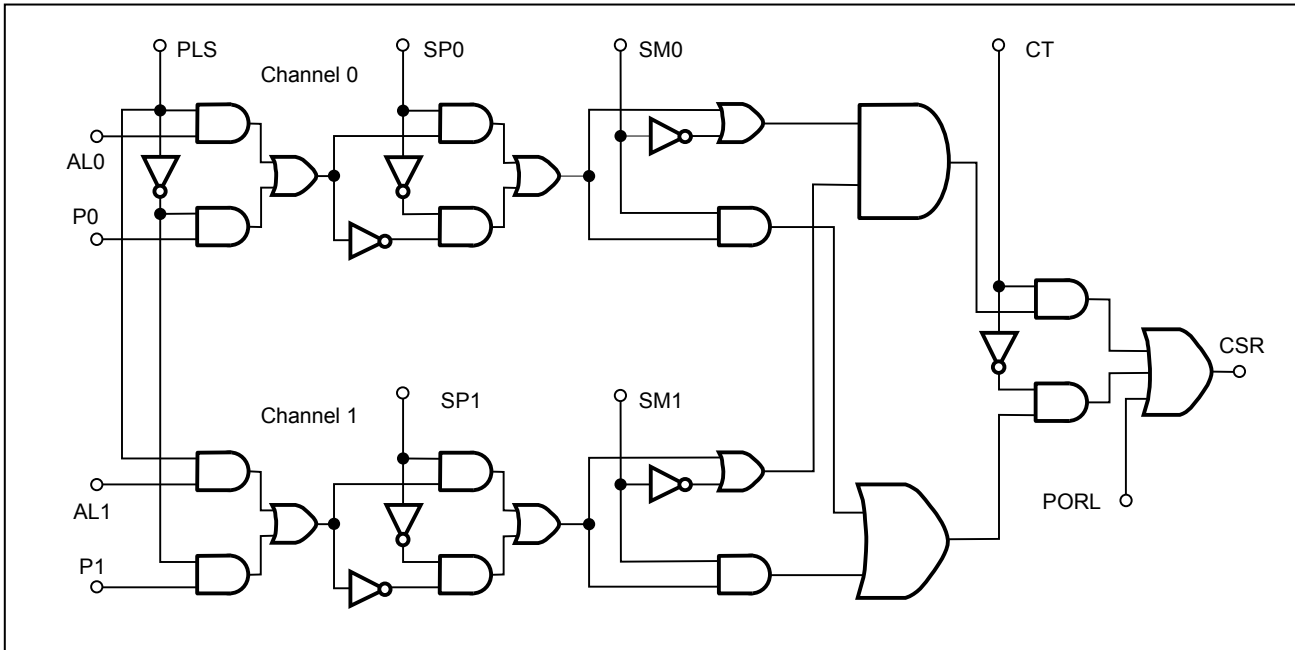 PLS
SP0
SM0
CT
Channel 0
AL0
P0
CSR
Channel 1
SP1
SM1
AL1
PORL
P1